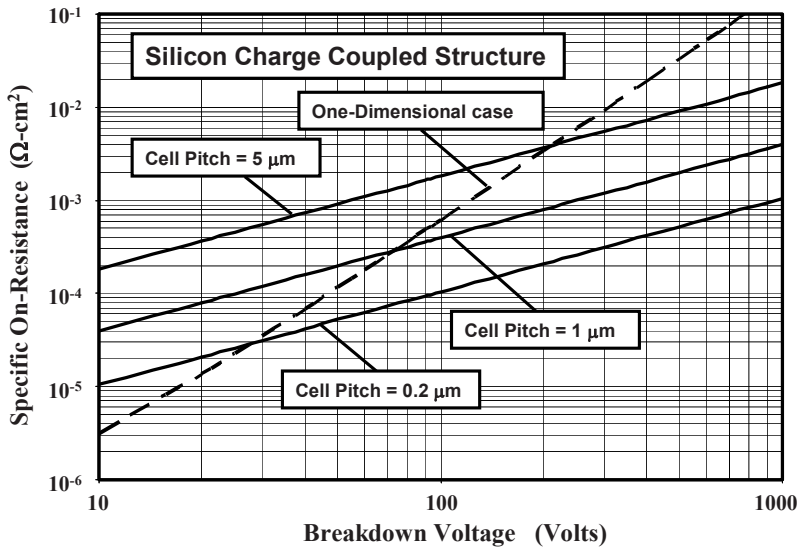 Silicon Charge Coupled Structure
One-Dimensional case
Cell Pitch = 5 μm
Cell Pitch = 1 μm
Cell Pitch = 0.2 μm
Specific On-Resistance (Ω-cm²)
10⁻¹
10⁻²
10⁻³
10⁻⁴
10⁻⁵
10⁻⁶
10
100
1000
Breakdown Voltage (Volts)